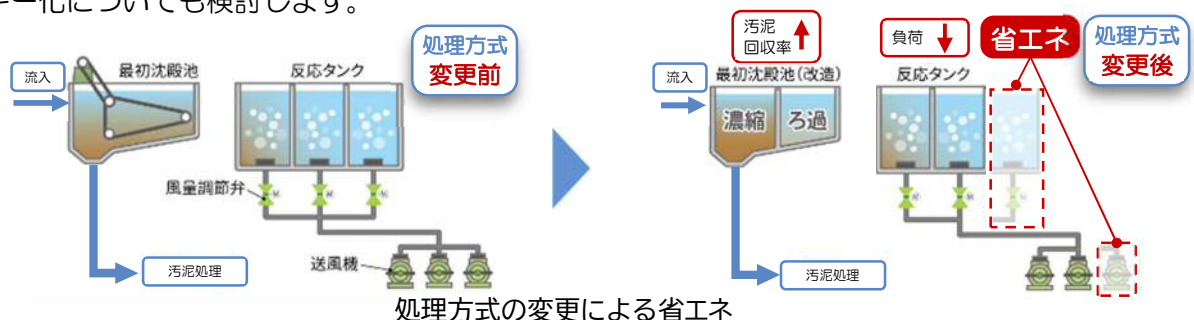 ギー化についても検討します。
処理方式
変更前
流入
最初沈殿池
反応タンク
風量調節弁
送風機
汚泥処理
汚泥
回収率
負荷
省エネ
処理方式
変更後
流入
最初沈殿池(改造)
反応タンク
濃縮
ろ過
汚泥処理
処理方式の変更による省エネ